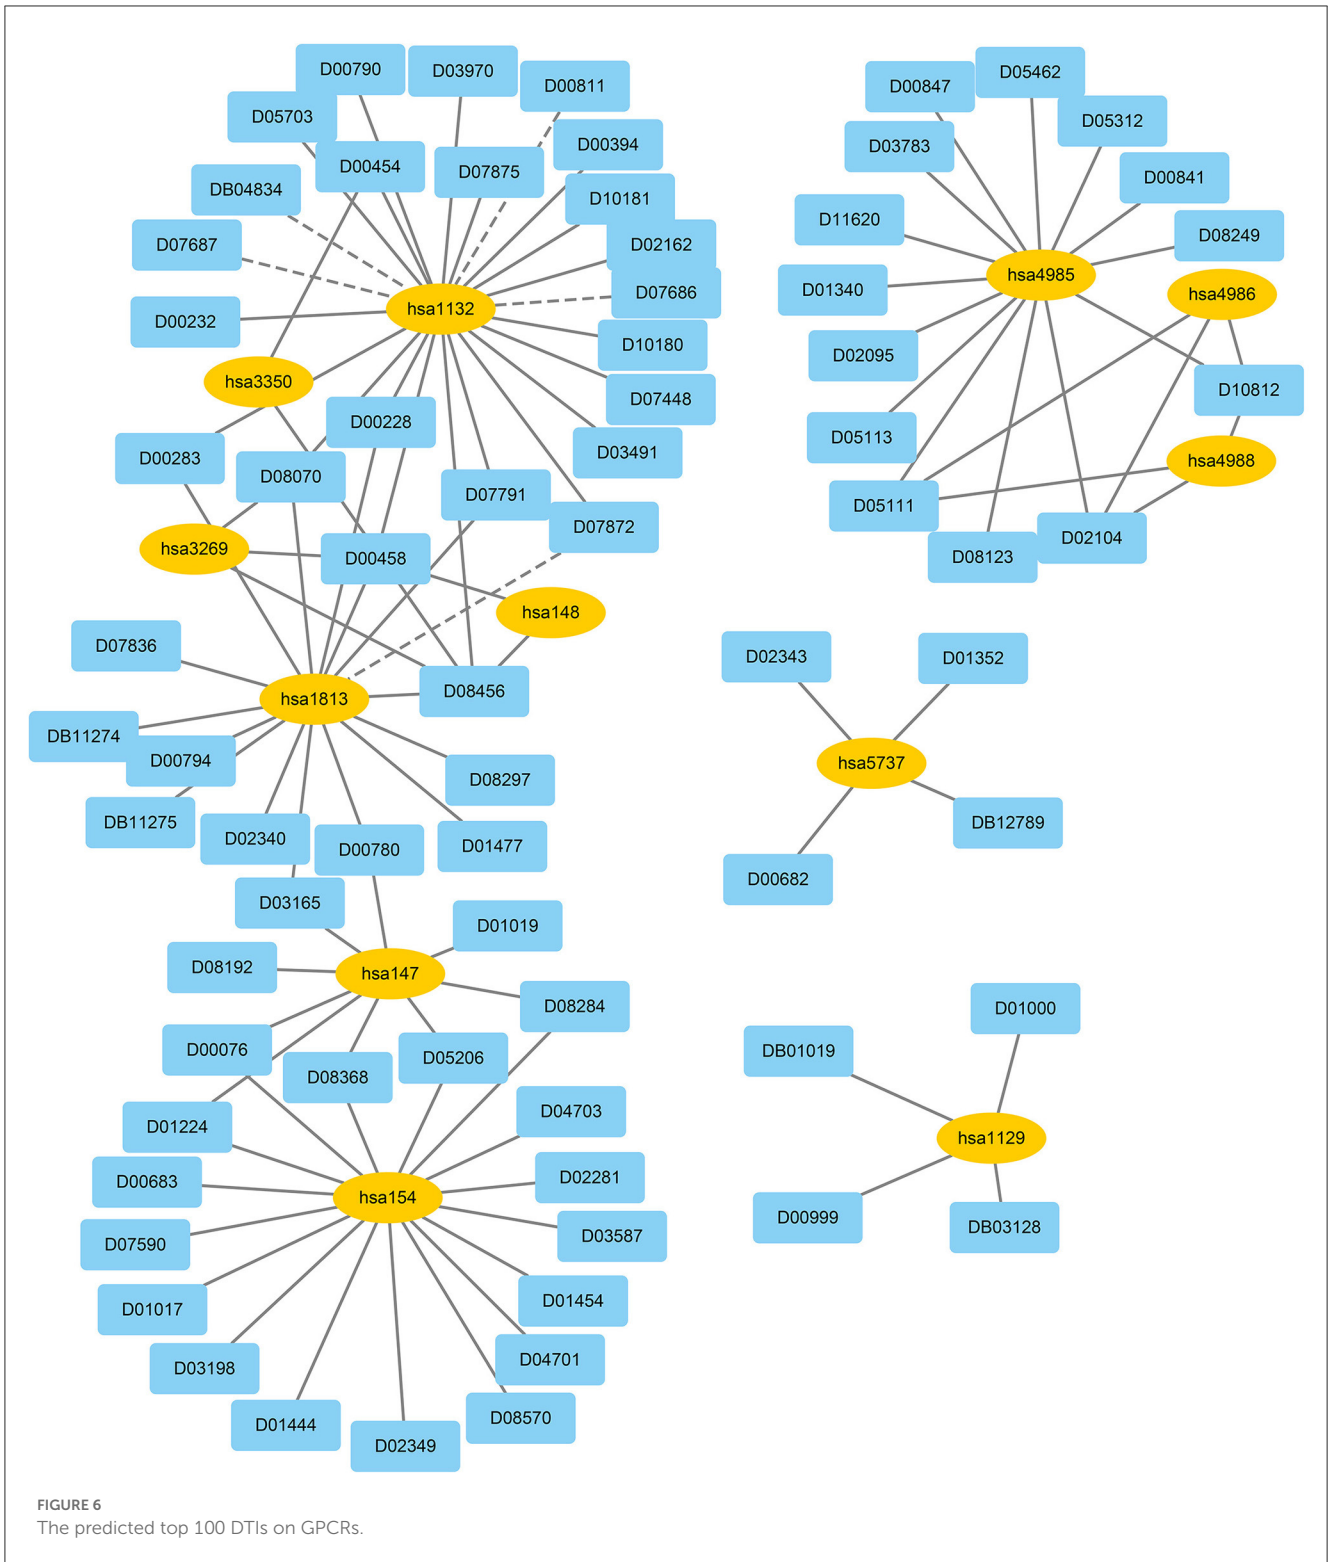 D00790
D03970
D00811
D05703
D00394
D00454
D07875
DB04834
D10181
D07687
D02162
D07686
hsa1132
D00232
D10180
hsa3350
D07448
D00228
D03491
D00283
D08070
D07791
D07872
hsa3269
D00458
hsa148
D07836
D08456
hsa1813
DB11274
D00794
D08297
DB11275
D02340
D00780
D01477
D03165
D01019
D08192
hsa147
D08284
D00076
D08368
D05206
D01224
D04703
D00683
D02281
hsa154
D07590
D03587
D01017
D01454
D03198
D04701
D01444
D02349
D08570
D00847
D05462
D05312
D03783
D00841
D11620
D08249
D01340
hsa4985
hsa4986
D02095
D10812
D05113
hsa4988
D05111
D08123
D02104
D02343
D01352
hsa5737
DB12789
D00682
D01000
DB01019
hsa1129
D00999
DB03128
FIGURE 6
The predicted top 100 DTIs on GPCRs.